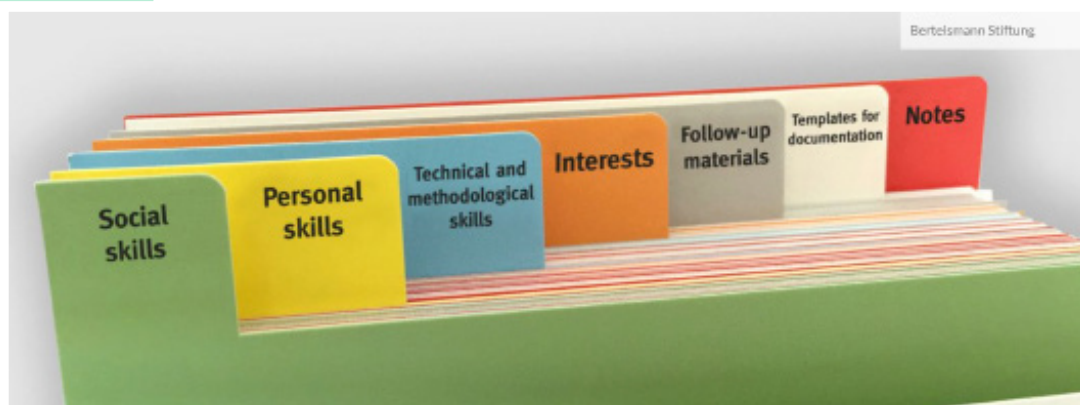 Bertelsmann Stiftung
Social
skills
Personal
skills
Technical and
methodological
skills
Interests
Follow-up
materials
Templates for
documentation
Notes